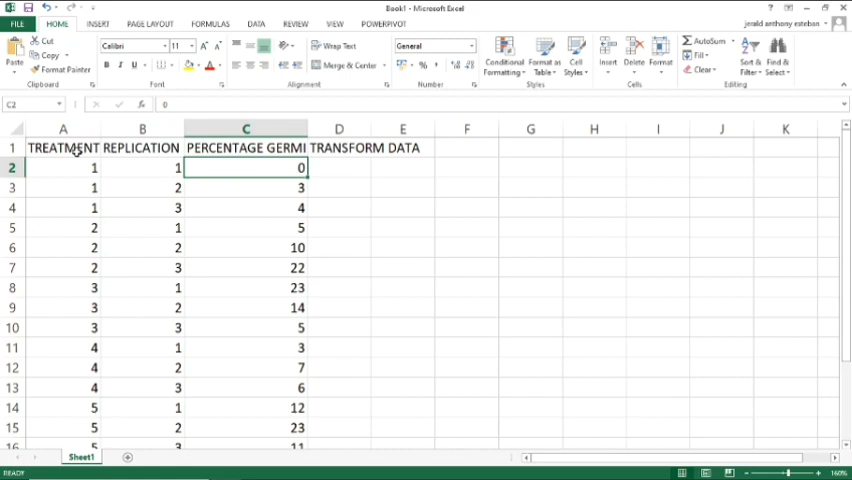 Book1 - Microsoft Excel
FILE HOME INSERT PAGE LAYOUT FORMULAS DATA REVIEW VIEW POWERPIVOT jerald anthony esteban
Cut
Copy
Format Painter
Paste
Clipboard
Calibri 11
B I U
Font
Wrap Text
Merge & Center
Alignment
General
Number
Conditional Formatting
Format as Table
Cell Styles
Styles
Insert Delete Format
Cells
AutoSum
Fill
Clear
Sort & Filter
Find & Select
Editing
C2 fx 0
A B C D E F G H I J K
1 TREATMENT REPLICATION PERCENTAGE GERMI TRANSFORM DATA
2 1 1 0
3 1 2 3
4 1 3 4
5 2 1 5
6 2 2 10
7 2 3 22
8 3 1 23
9 3 2 14
10 3 3 5
11 4 1 3
12 4 2 7
13 4 3 6
14 5 1 12
15 5 2 23
16 5 3 11
Sheet1
READY 160%